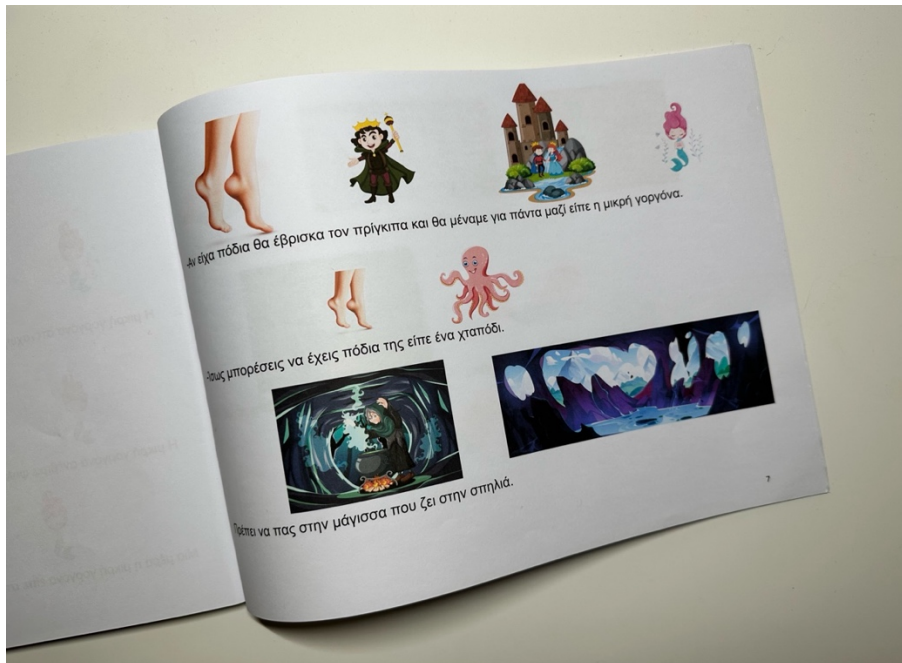 -Αν είχα πόδια θα έβρισκα τον πρίγκιπα και θα μέναμε για πάντα μαζί είπε η μικρή γοργόνα.
-Ίσως μπορέσεις να έχεις πόδια της είπε ένα χταπόδι.
Πρέπει να πας στην μάγισσα που ζει στην σπηλιά.
7